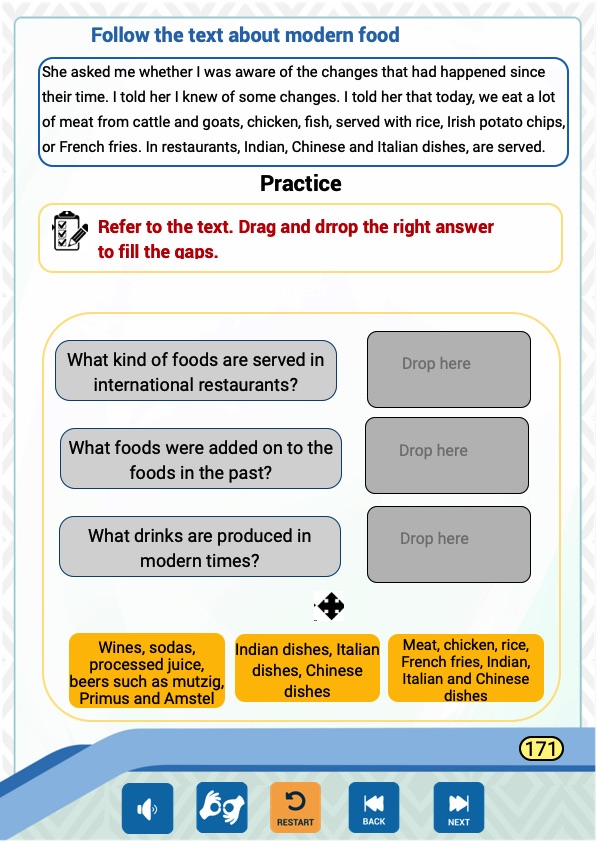 Follow the text about modern food
She asked me whether I was aware of the changes that had happened since
their time. I told her I knew of some changes. I told her that today, we eat a lot
of meat from cattle and goats, chicken, fish, served with rice, Irish potato chips,
or French fries. In restaurants, Indian, Chinese and Italian dishes, are served.
Practice
Refer to the text. Drag and drrop the right answer
to fill the gaps.
What kind of foods are served in
international restaurants?
Drop here
What foods were added on to the
foods in the past?
Drop here
What drinks are produced in
modern times?
Drop here
Wines, sodas,
processed juice,
beers such as mutzig,
Primus and Amstel
Indian dishes, Italian
dishes, Chinese
dishes
Meat, chicken, rice,
French fries, Indian,
Italian and Chinese
dishes
171
RESTART
BACK
NEXT